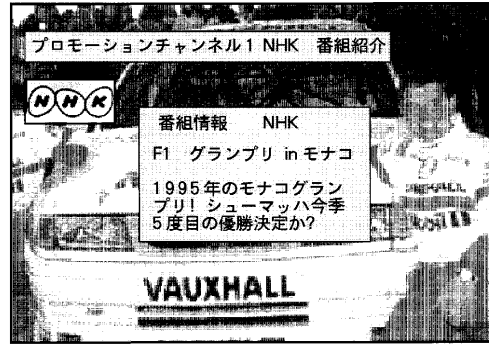 プロモーションチャンネル1 NHK 番組紹介
NHK
番組情報 NHK
F1 グランプリ in モナコ
1995年のモナコグラン
プリ! シューマッハ今季
5度目の優勝決定か?
VAUXHALL